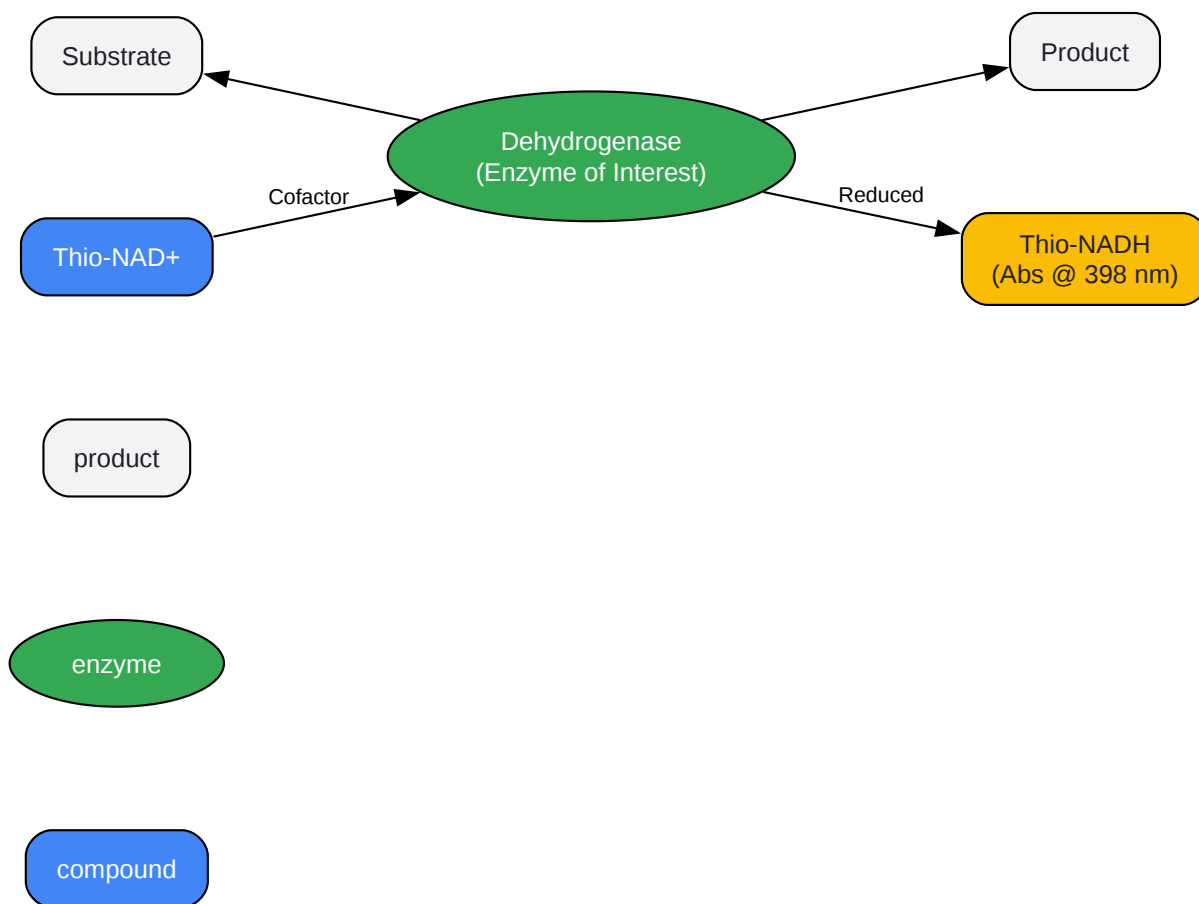 Substrate
Product
Dehydrogenase
(Enzyme of Interest)
Cofactor
Reduced
Thio-NAD+
Thio-NADH
(Abs @ 398 nm)
product
enzyme
compound